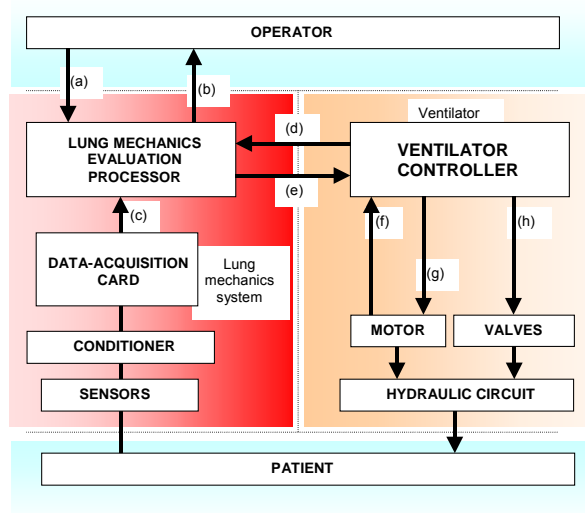 OPERATOR
(a)
(b)
LUNG MECHANICS
EVALUATION
PROCESSOR
(d)
(e)
Ventilator
VENTILATOR
CONTROLLER
(c)
(f)
(g)
(h)
DATA-ACQUISITION
CARD
Lung
mechanics
system
CONDITIONER
MOTOR
VALVES
SENSORS
HYDRAULIC CIRCUIT
PATIENT